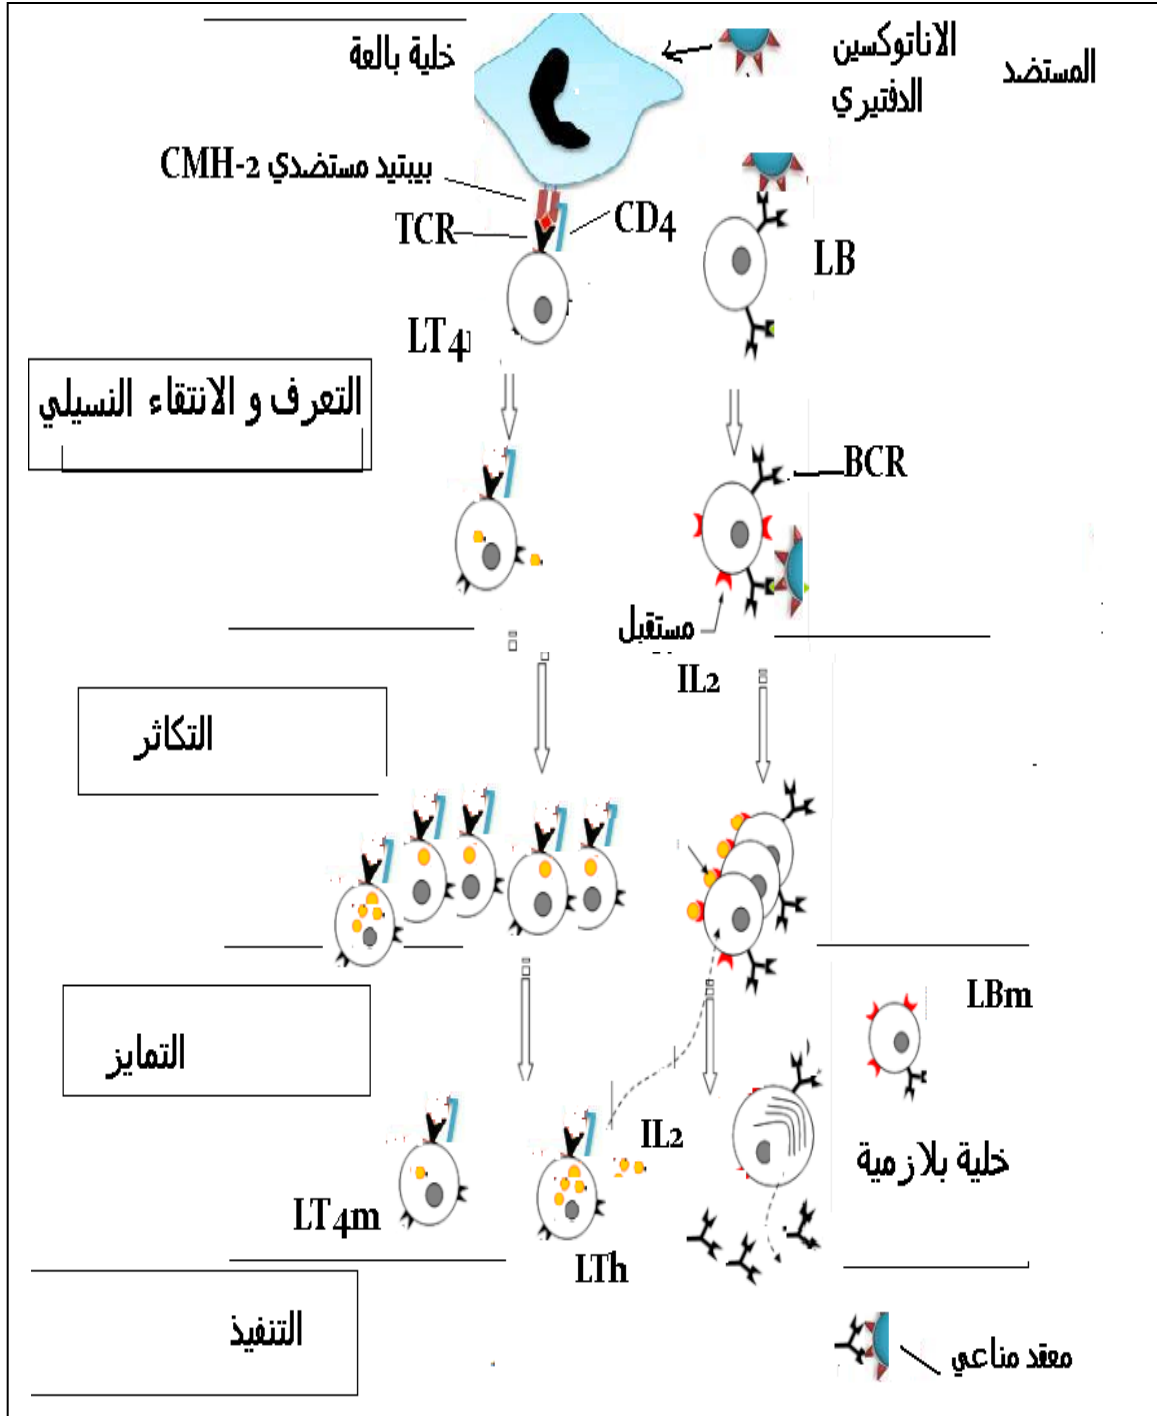 المستضد
الاناتوكسين
الدفتيري
خلية بالعة
بيبتيد مستضدي CMH-2
TCR
CD4
LB
LT4
التعرف و الانتقاء النسيلي
BCR
مستقبل
IL2
التكاثر
LBm
التمايز
IL2
خلية بلازمية
LT4m
LTh
التنفيذ
معقد مناعي